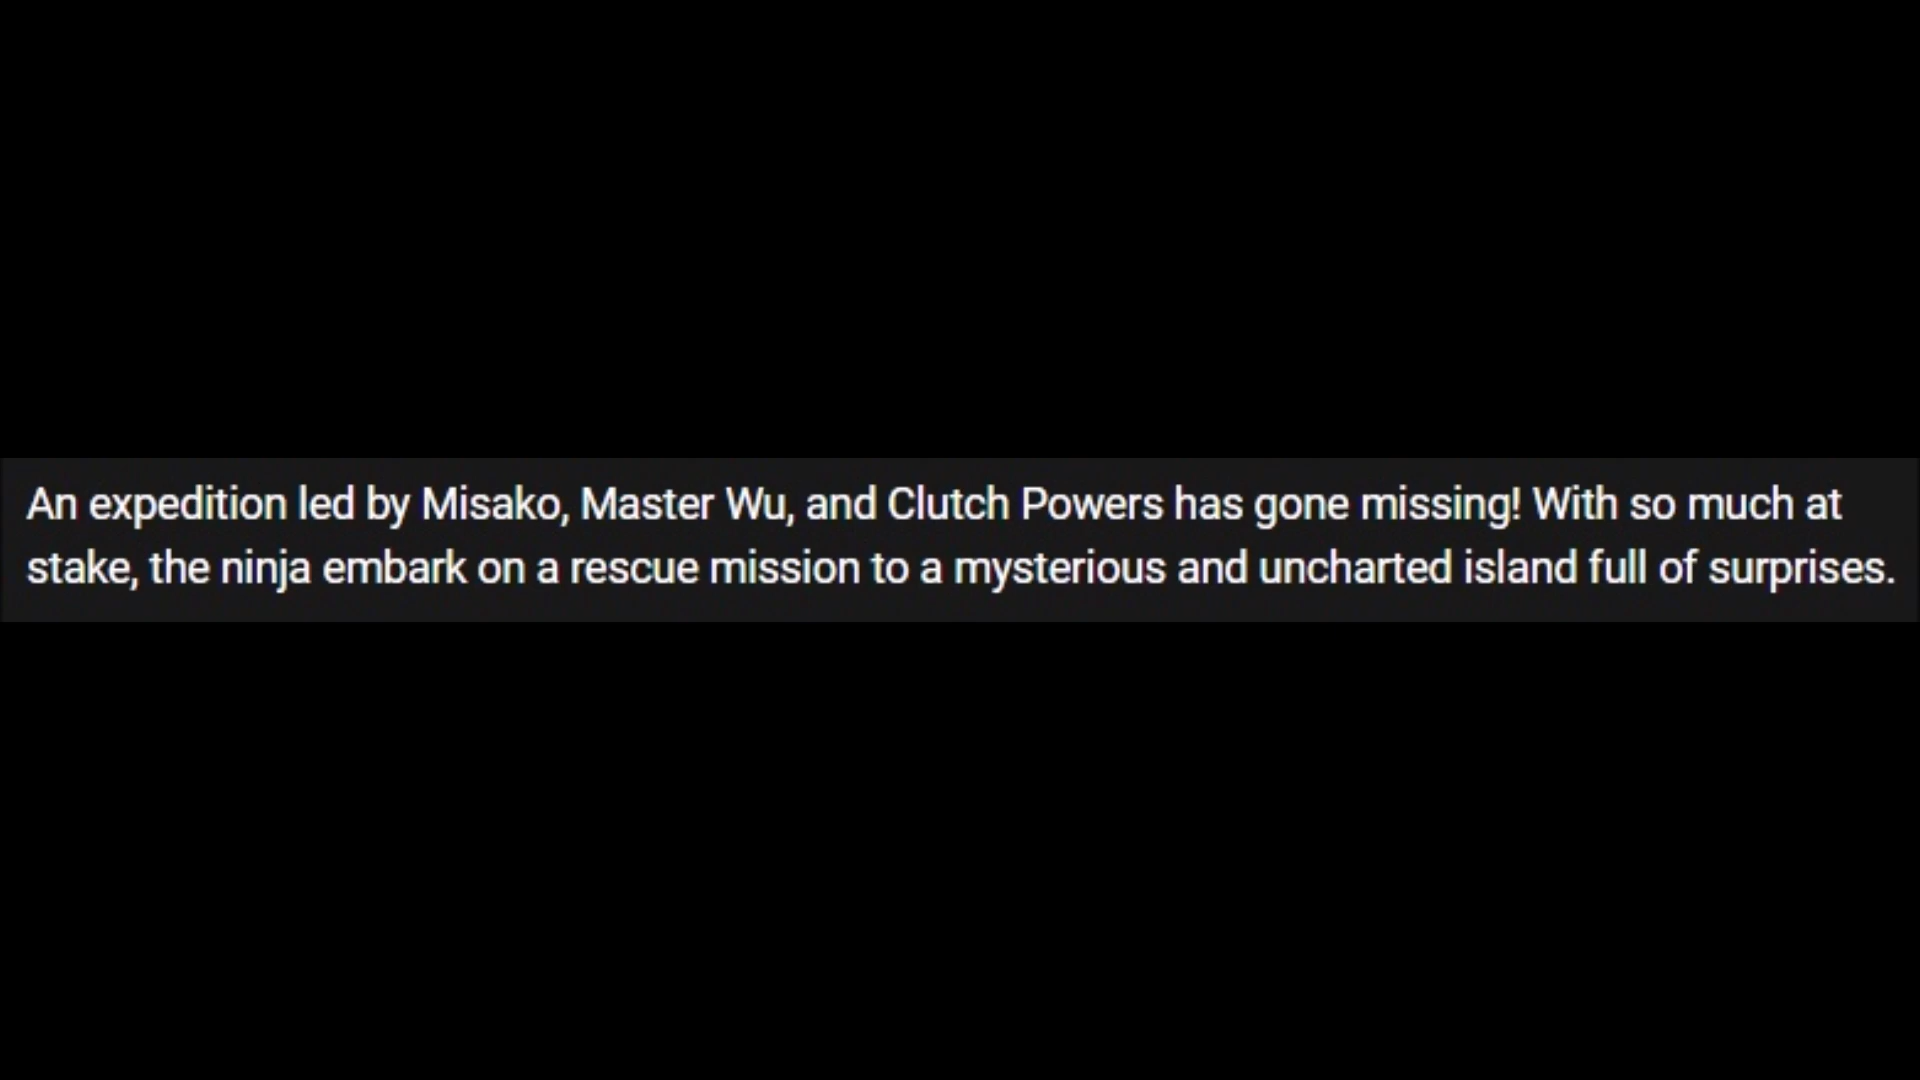 An expedition led by Misako, Master Wu, and Clutch Powers has gone missing! With so much at
stake, the ninja embark on a rescue mission to a mysterious and uncharted island full of surprises.